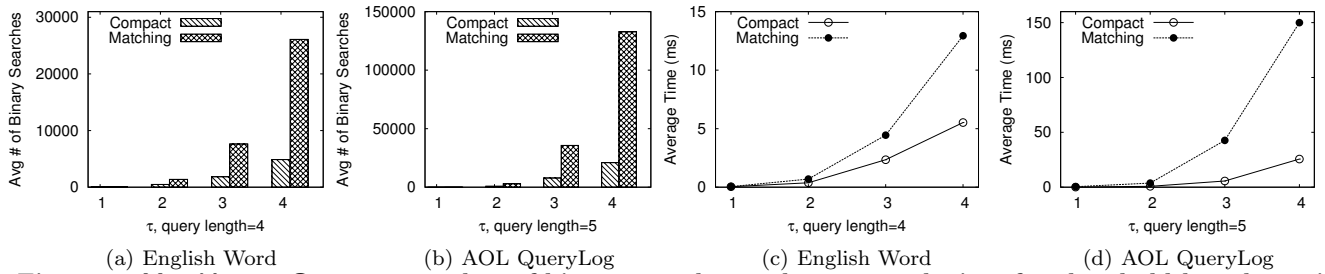 Compact
Matching
Avg # of Binary Searches
30000
20000
10000
0
1 2 3 4
τ, query length=4
(a) English Word
Compact
Matching
Avg # of Binary Searches
150000
100000
50000
0
1 2 3 4
τ, query length=5
(b) AOL QueryLog
Compact
Matching
Average Time (ms)
15
10
5
0
1 2 3 4
τ, query length=4
(c) English Word
Compact
Matching
Average Time (ms)
150
100
50
0
1 2 3 4
τ, query length=5
(d) AOL QueryLog